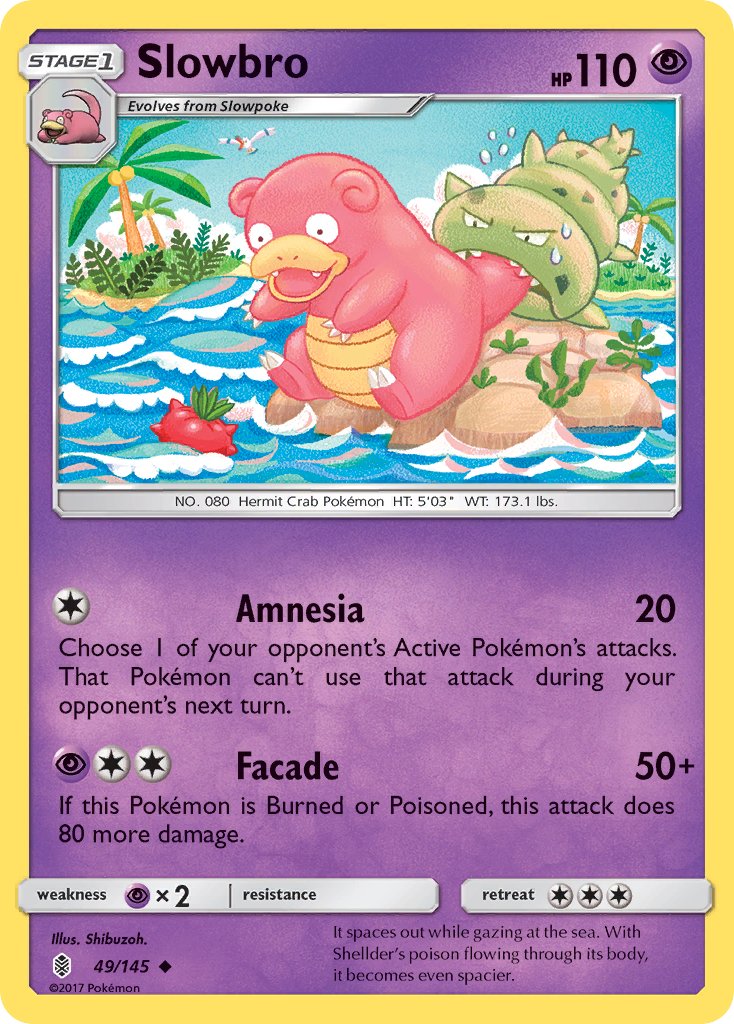 STAGE1
Slowbro
HP 110
Evolves from Slowpoke
NO. 080 Hermit Crab Pokémon HT: 5'03" WT: 173.1 lbs.
Amnesia 20
Choose 1 of your opponent's Active Pokémon's attacks.
That Pokémon can't use that attack during your
opponent's next turn.
Facade 50+
If this Pokémon is Burned or Poisoned, this attack does
80 more damage.
weakness × 2 resistance retreat
Illus. Shibuzoh.
49/145
©2017 Pokémon
It spaces out while gazing at the sea. With
Shellder's poison flowing through its body,
it becomes even spacier.